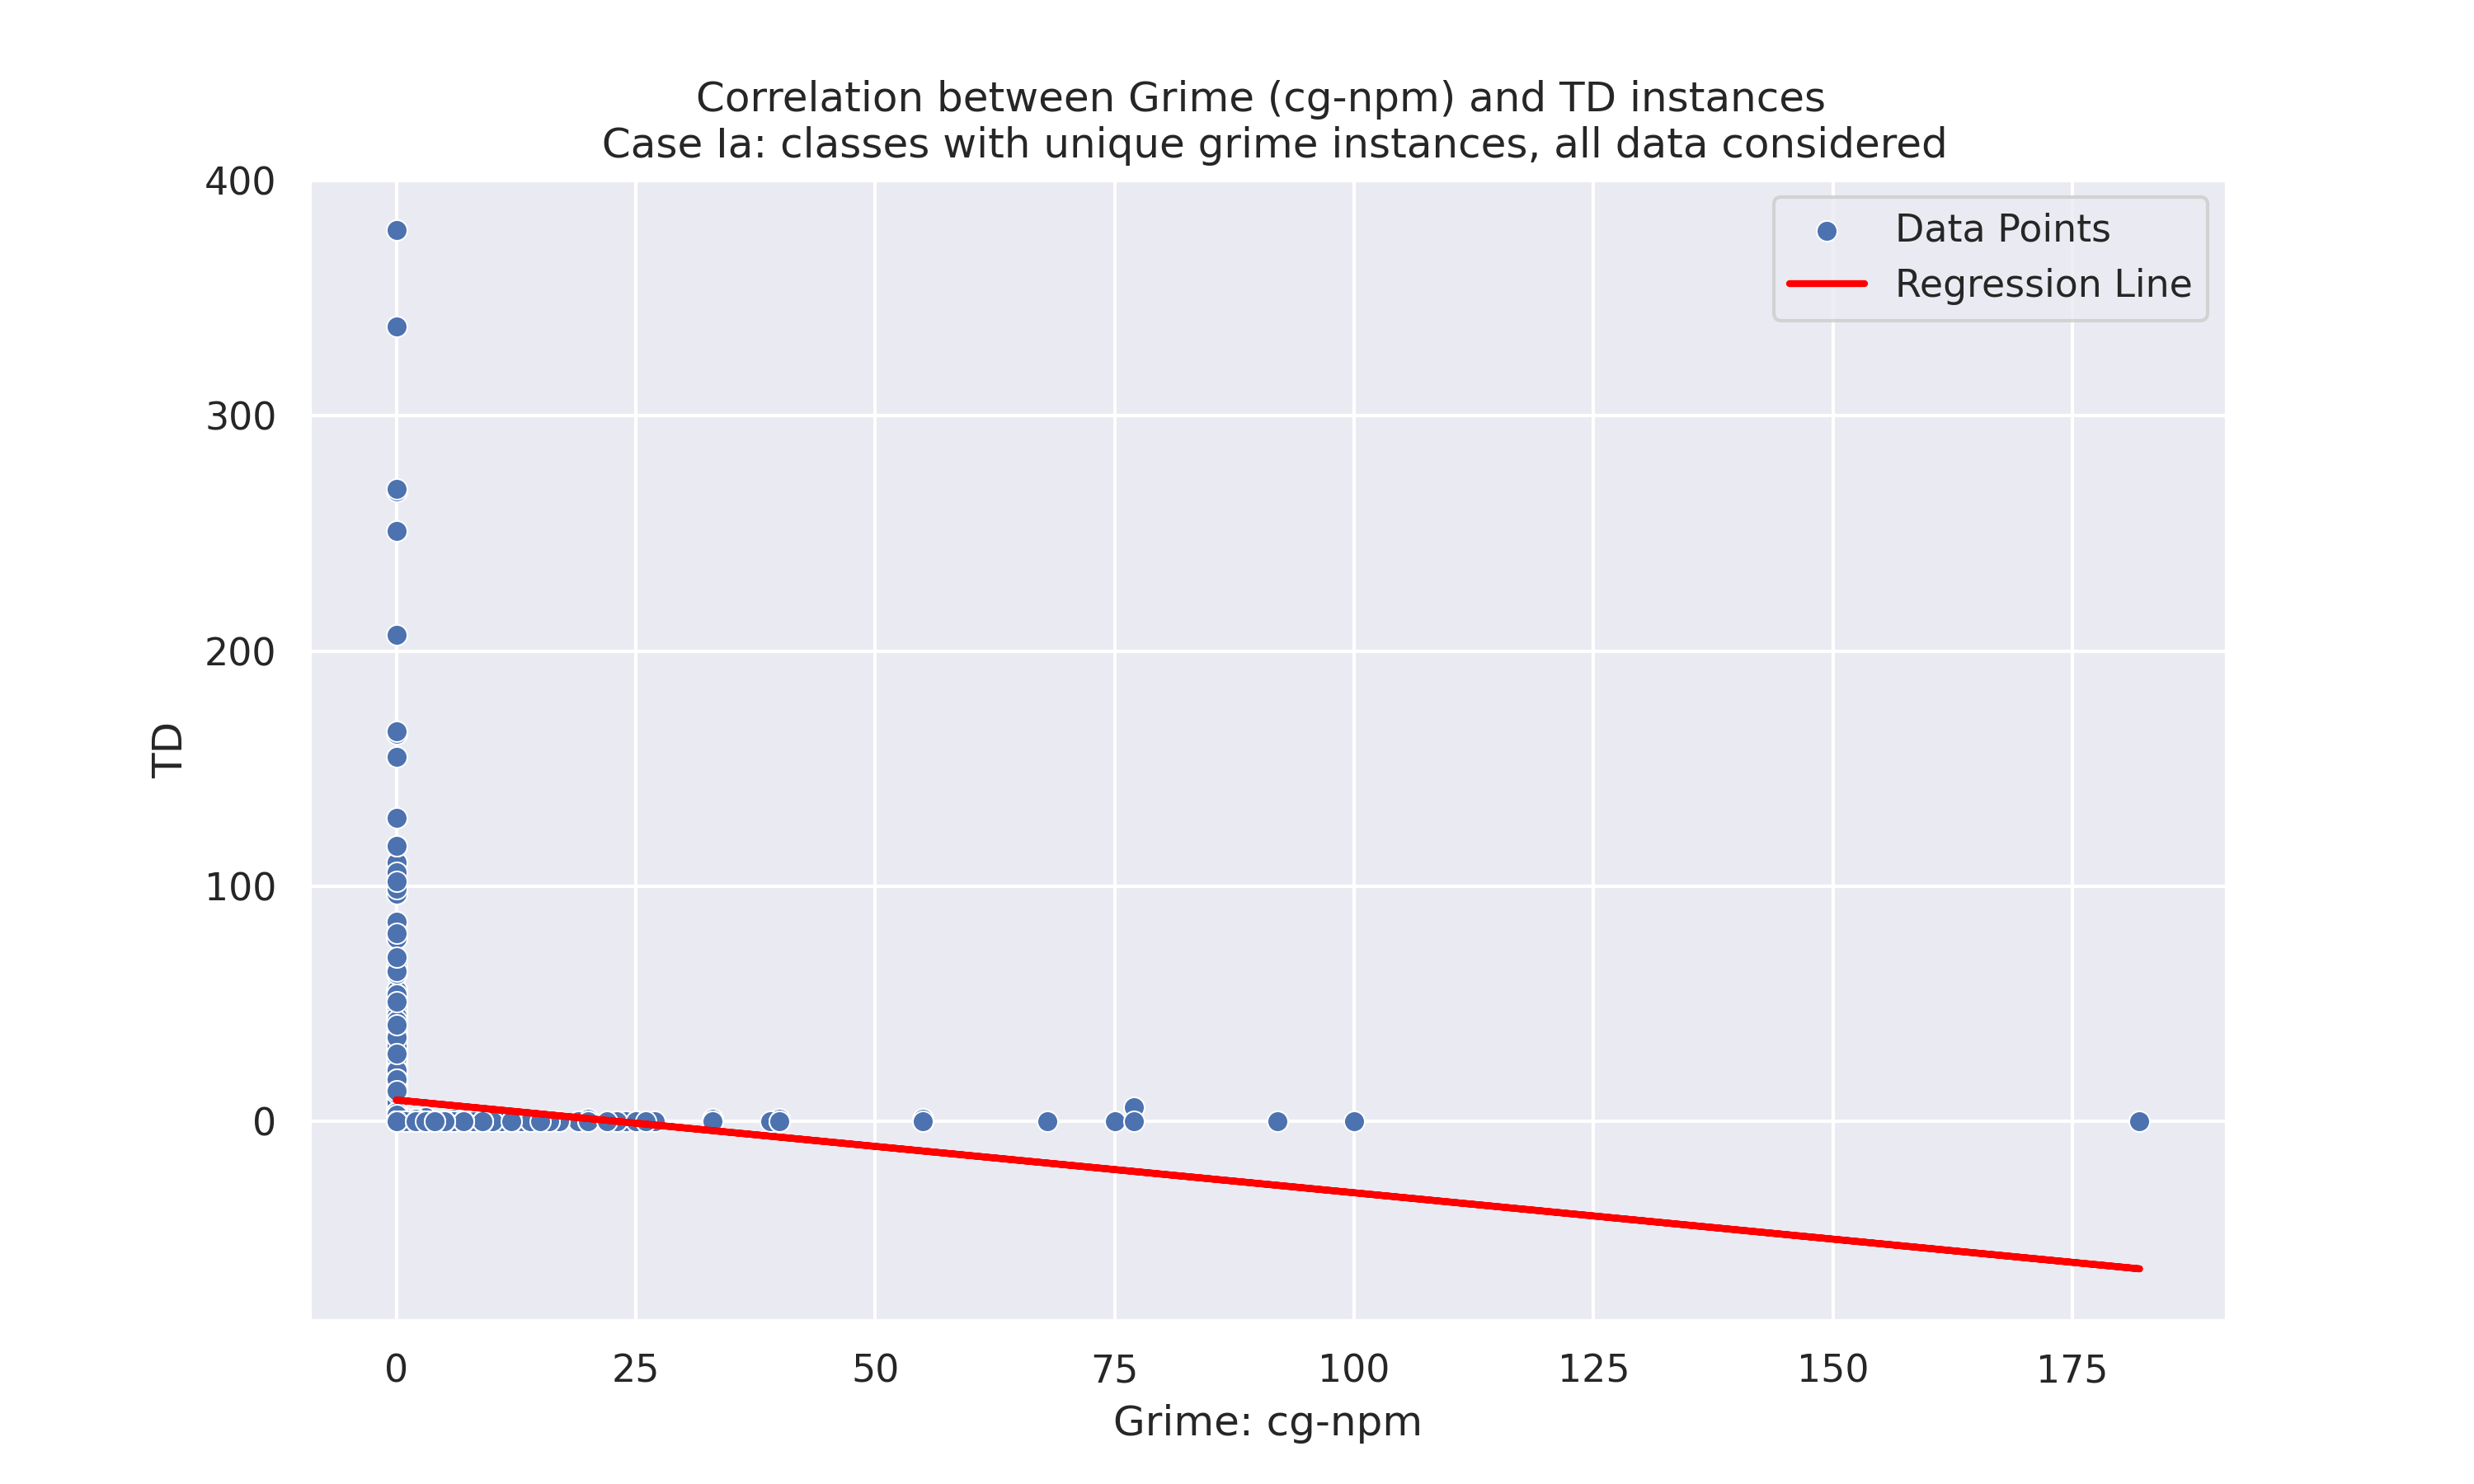 Correlation between Grime (cg-npm) and TD instances
Case Ia: classes with unique grime instances, all data considered
400
300
200
100
0
TD
Data Points
Regression Line
0 25 50 75 100 125 150 175
Grime: cg-npm